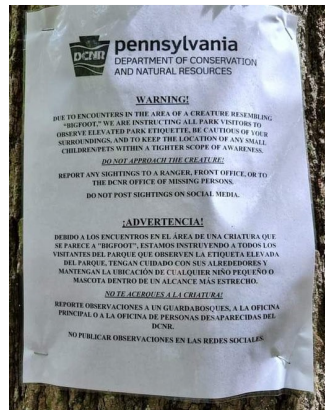 DCNR
pennsylvania
DEPARTMENT OF CONSERVATION
AND NATURAL RESOURCES
WARNING!
DUE TO ENCOUNTERS IN THE AREA OF A CREATURE RESEMBLING
"BIGFOOT," WE ARE INSTRUCTING ALL PARK VISITORS TO
OBSERVE ELEVATED PARK ETIQUETTE, BE CAUTIOUS OF YOUR
SURROUNDINGS, AND TO KEEP THE LOCATION OF ANY SMALL
CHILDREN/PETS WITHIN A TIGHTER SCOPE OF AWARENESS.
DO NOT APPROACH THE CREATURE!
REPORT ANY SIGHTINGS TO A RANGER, FRONT OFFICE, OR TO
THE DCNR OFFICE OF MISSING PERSONS.
DO NOT POST SIGHTINGS ON SOCIAL MEDIA.
¡ADVERTENCIA!
DEBIDO A LOS ENCUENTROS EN EL ÁREA DE UNA CRIATURA QUE
SE PARECE A "BIGFOOT", ESTAMOS INSTRUYENDO A TODOS LOS
VISITANTES DEL PARQUE QUE OBSERVEN LA ETIQUETA ELEVADA
DEL PARQUE, TENGAN CUIDADO CON SUS ALREDEDORES Y
MANTENGAN LA UBICACIÓN DE CUALQUIER NIÑO PEQUEÑO O
MASCOTA DENTRO DE UN ALCANCE MÁS ESTRECHO.
NO TE ACERQUES A LA CRIATURA!
REPORTE OBSERVACIONES A UN GUARDABOSQUES, A LA OFICINA
PRINCIPAL O A LA OFICINA DE PERSONAS DESAPARECIDAS DEL
DCNR.
NO PUBLICAR OBSERVACIONES EN LAS REDES SOCIALES.